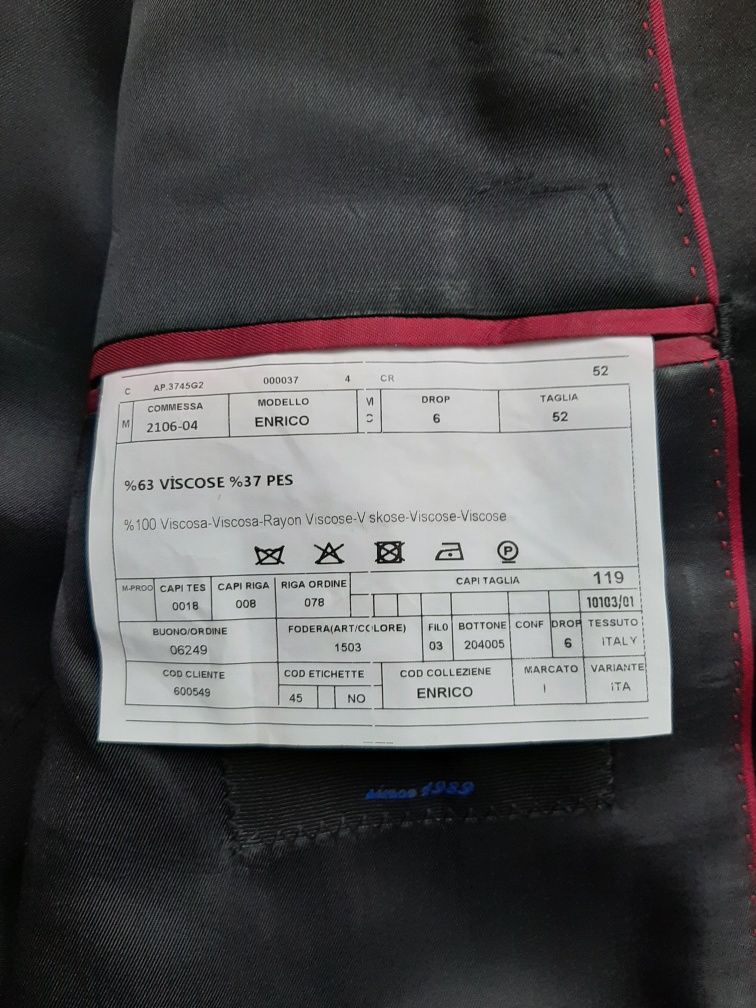 C AP.3745G2 000037 4 CR 52
M COMMESSA MODELLO DROP TAGLIA
2106-04 ENRICO 6 52
%63 VİSCOSE %37 PES
%100 Viscosa-Viscosa-Rayon Viscose-V skose-Viscose-Viscose
P
M-PROG CAPI TES CAPI RIGA RIGA ORDINE CAPI TAGLIA 119
0018 008 078 10103/01
BUONO/ORDINE FODERA(ART/COLORE) FILO BOTTONE CONF DROP TESSUTO
06249 1503 03 204005 6 ITALY
COD CLIENTE COD ETICHETTE COD COLLEZIENE MARCATO VARIANTE
600549 45 NO ENRICO I ITA
since 1989